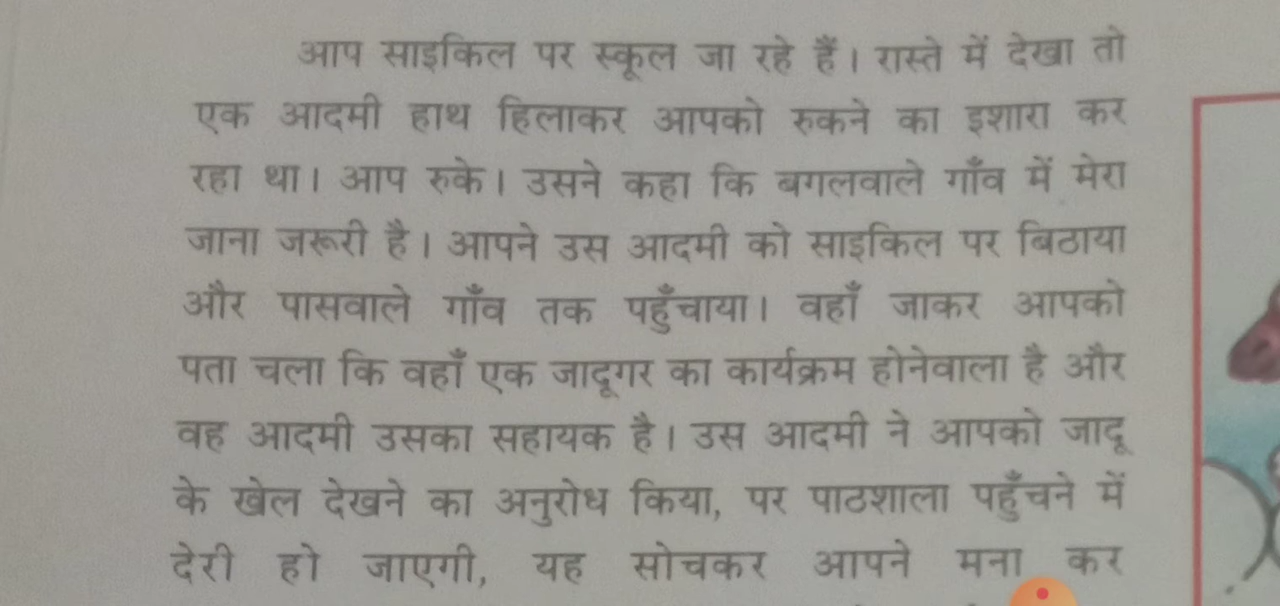 आप साइकिल पर स्कूल जा रहे हैं। रास्ते में देखा तो
एक आदमी हाथ हिलाकर आपको रुकने का इशारा कर
रहा था। आप रुके। उसने कहा कि बगलवाले गाँव में मेरा
जाना जरूरी है। आपने उस आदमी को साइकिल पर बिठाया
और पासवाले गाँव तक पहुँचाया। वहाँ जाकर आपको
पता चला कि वहाँ एक जादूगर का कार्यक्रम होनेवाला है और
वह आदमी उसका सहायक है। उस आदमी ने आपको जादू
के खेल देखने का अनुरोध किया, पर पाठशाला पहुँचने में
देरी हो जाएगी, यह सोचकर आपने मना कर